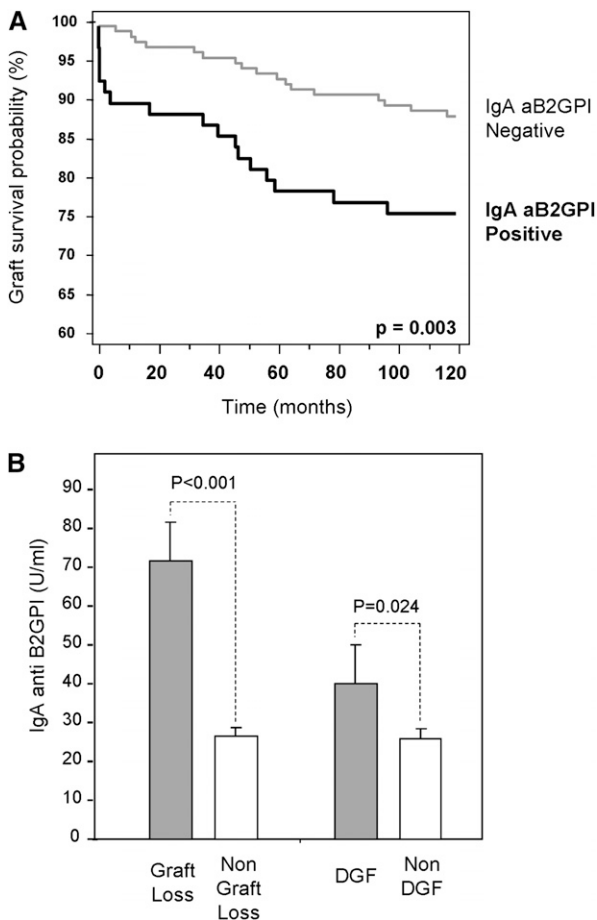 A
Graft survival probability (%)
100
95
90
85
80
75
70
65
60
IgA aB2GPI
Negative
IgA aB2GPI
Positive
p = 0.003
0 20 40 60 80 100 120
Time (months)
B
IgA anti B2GPI (U/ml)
90
80
70
60
50
40
30
20
10
0
P<0.001
P=0.024
Graft
Loss
Non
Graft
Loss
DGF
Non
DGF